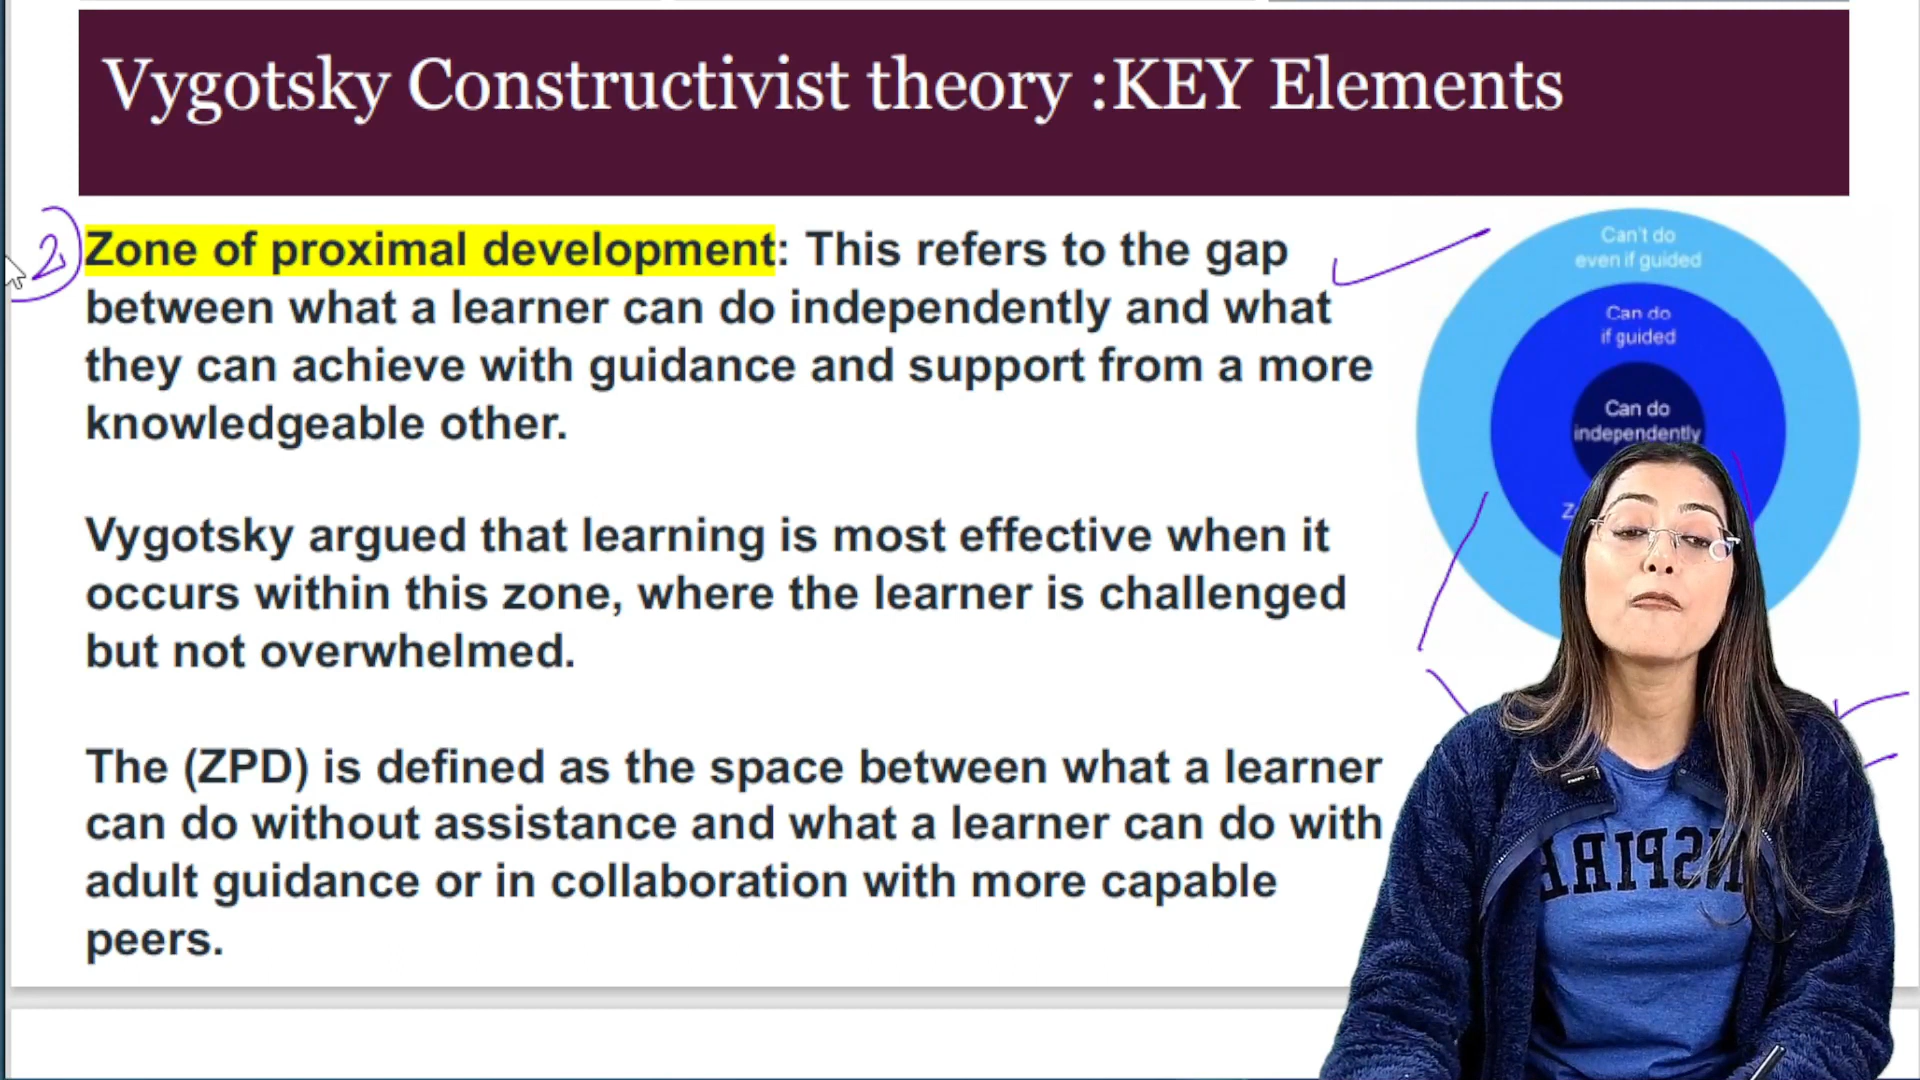 Vygotsky Constructivist theory :KEY Elements
2
Zone of proximal development: This refers to the gap
between what a learner can do independently and what
they can achieve with guidance and support from a more
knowledgeable other.
Vygotsky argued that learning is most effective when it
occurs within this zone, where the learner is challenged
but not overwhelmed.
The (ZPD) is defined as the space between what a learner
can do without assistance and what a learner can do with
adult guidance or in collaboration with more capable
peers.
Can't do
even if guided
Can do
if guided
Can do
independently